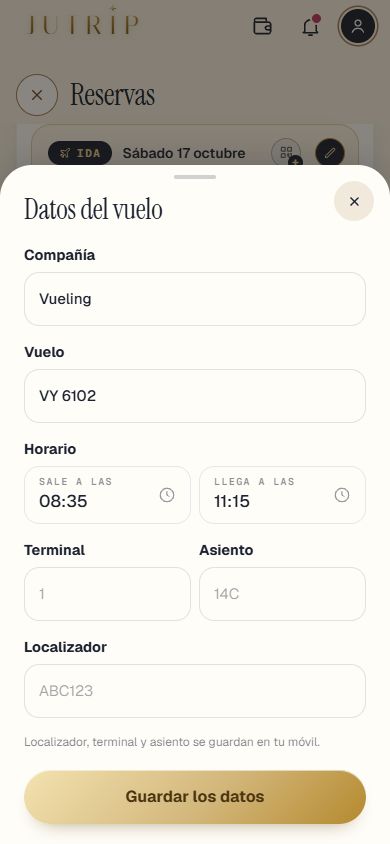 JUTRIP
Reservas
IDA
Sábado 17 octubre
Datos del vuelo
Compañía
Vueling
Vuelo
VY 6102
Horario
SALE A LAS
08:35
LLEGA A LAS
11:15
Terminal
Asiento
1
14C
Localizador
ABC123
Localizador, terminal y asiento se guardan en tu móvil.
Guardar los datos